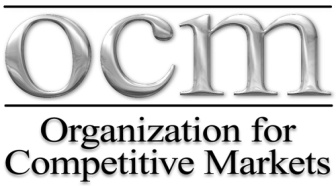 ocm
Organization for
Competitive Markets